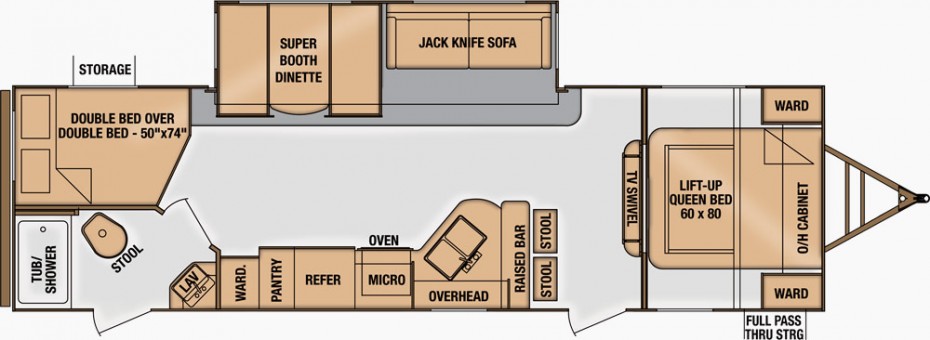 STORAGE
SUPER
BOOTH
DINETTE
JACK KNIFE SOFA
DOUBLE BED OVER
DOUBLE BED - 50"x74"
WARD
TV SWIVEL
LIFT-UP
QUEEN BED
60 x 80
O/H CABINET
TUB/
SHOWER
STOOL
LAV
WARD.
PANTRY
REFER
OVEN
MICRO
OVERHEAD
RAISED BAR
STOOL
STOOL
WARD
FULL PASS
THRU STRG